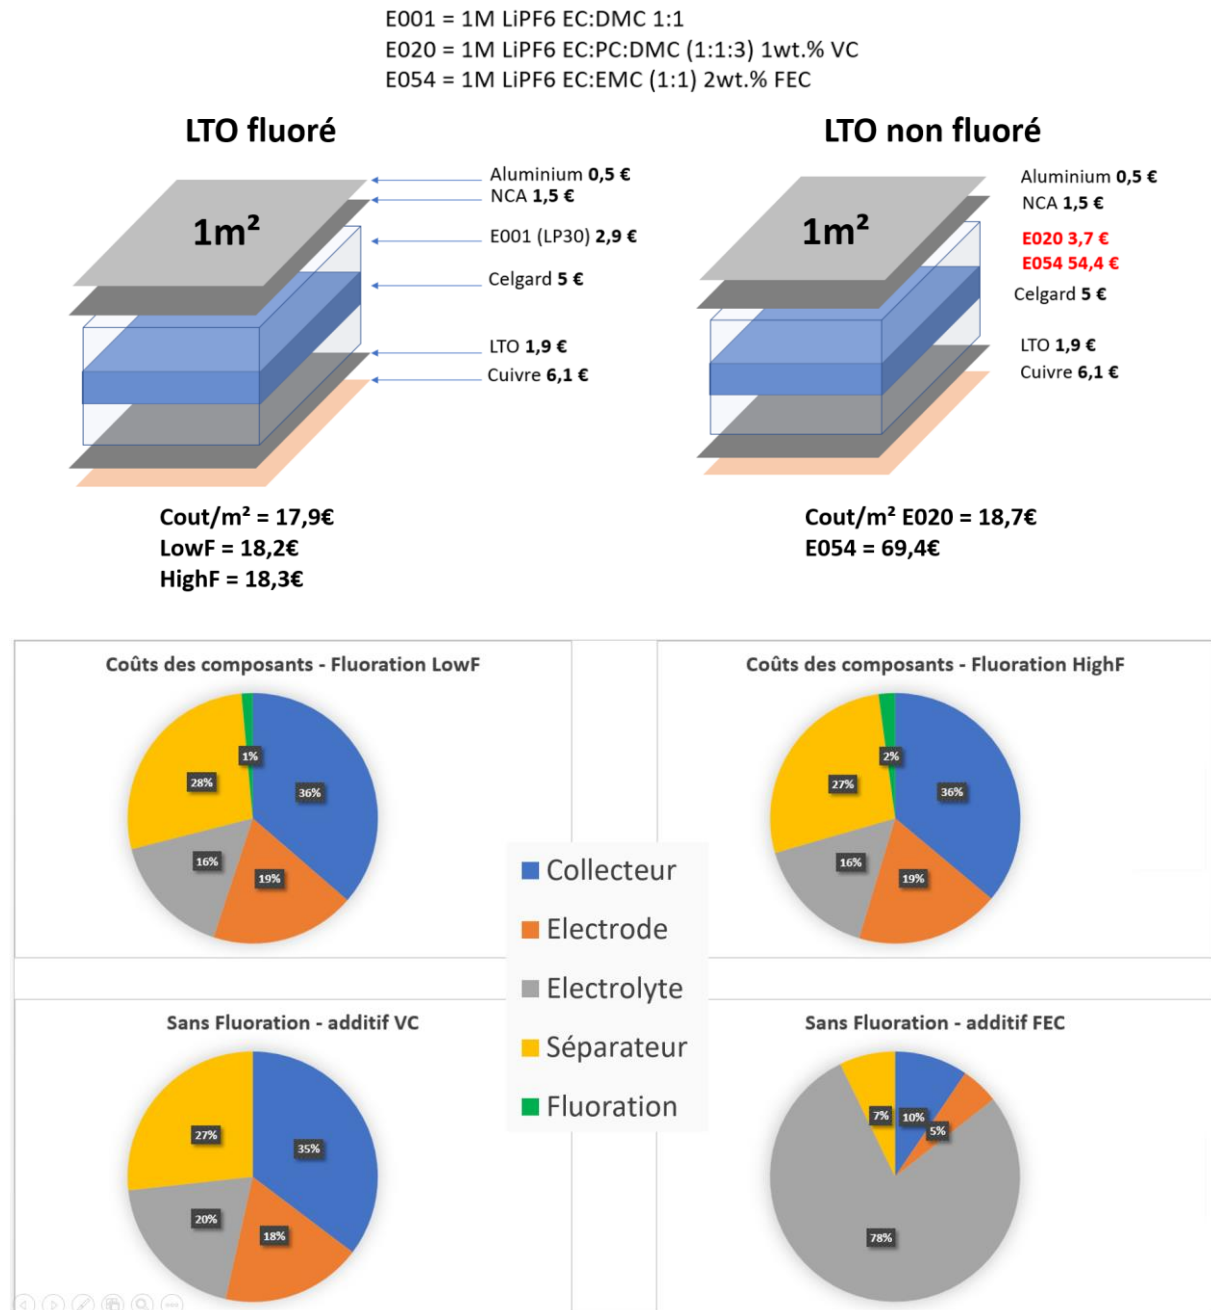 E001 = 1M LiPF6 EC:DMC 1:1
E020 = 1M LiPF6 EC:PC:DMC (1:1:3) 1wt.% VC
E054 = 1M LiPF6 EC:EMC (1:1) 2wt.% FEC
LTO fluoré
1m²
Aluminium 0,5 €
NCA 1,5 €
E001 (LP30) 2,9 €
Celgard 5 €
LTO 1,9 €
Cuivre 6,1 €
Cout/m² = 17,9€
LowF = 18,2€
HighF = 18,3€
LTO non fluoré
1m²
Aluminium 0,5 €
NCA 1,5 €
E020 3,7 €
E054 54,4 €
Celgard 5 €
LTO 1,9 €
Cuivre 6,1 €
Cout/m² E020 = 18,7€
E054 = 69,4€
Coûts des composants - Fluoration LowF
1%
28%
36%
16%
19%
Coûts des composants - Fluoration HighF
2%
27%
36%
16%
19%
Collecteur
Electrode
Electrolyte
Séparateur
Fluoration
Sans Fluoration - additif VC
27%
35%
20%
18%
Sans Fluoration - additif FEC
7%
10%
5%
78%